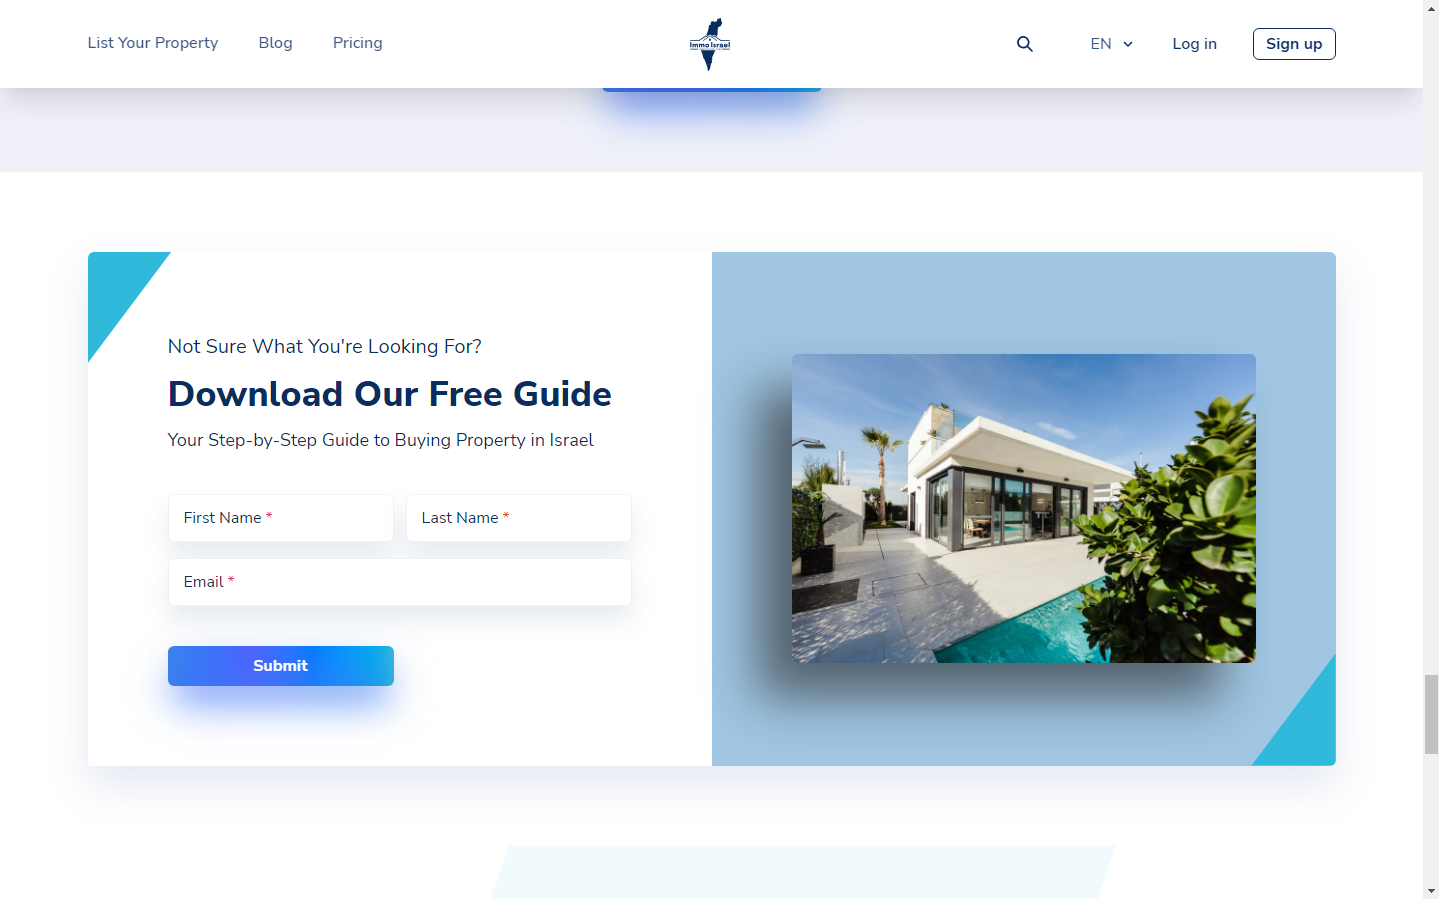 List Your Property
Blog
Pricing
Immo Israel
EN
Log in
Sign up
Not Sure What You're Looking For?
Download Our Free Guide
Your Step-by-Step Guide to Buying Property in Israel
First Name *
Last Name *
Email *
Submit